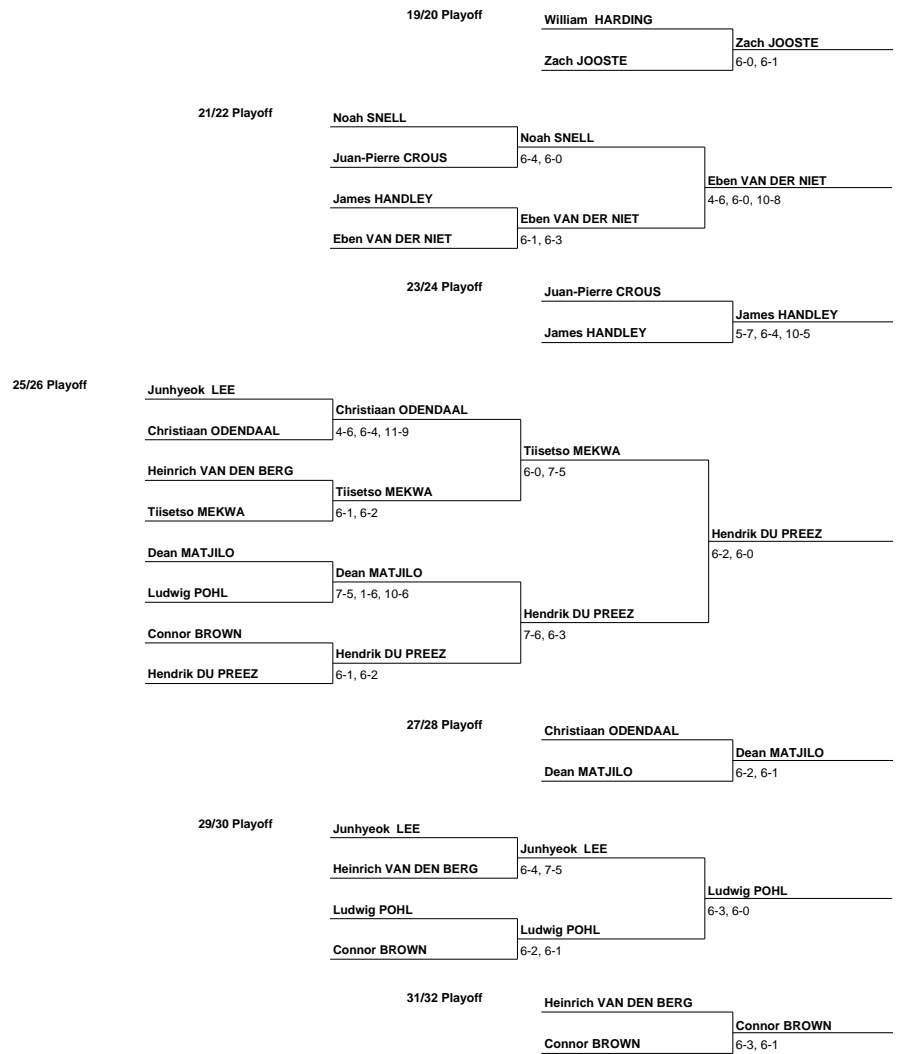 19/20 Playoff
William HARDING
Zach JOOSTE
Zach JOOSTE
6-0, 6-1
21/22 Playoff
Noah SNELL
Noah SNELL
Juan-Pierre CROUS
6-4, 6-0
Eben VAN DER NIET
James HANDLEY
4-6, 6-0, 10-8
Eben VAN DER NIET
Eben VAN DER NIET
6-1, 6-3
23/24 Playoff
Juan-Pierre CROUS
James HANDLEY
James HANDLEY
5-7, 6-4, 10-5
25/26 Playoff
Junhyeok LEE
Christiaan ODENDAAL
Christiaan ODENDAAL
4-6, 6-4, 11-9
Tiisetso MEKWA
Heinrich VAN DEN BERG
6-0, 7-5
Tiisetso MEKWA
Tiisetso MEKWA
6-1, 6-2
Hendrik DU PREEZ
Dean MATJILO
6-2, 6-0
Dean MATJILO
Ludwig POHL
7-5, 1-6, 10-6
Hendrik DU PREEZ
Connor BROWN
7-6, 6-3
Hendrik DU PREEZ
Hendrik DU PREEZ
6-1, 6-2
27/28 Playoff
Christiaan ODENDAAL
Dean MATJILO
Dean MATJILO
6-2, 6-1
29/30 Playoff
Junhyeok LEE
Junhyeok LEE
Heinrich VAN DEN BERG
6-4, 7-5
Ludwig POHL
Ludwig POHL
6-3, 6-0
Ludwig POHL
Connor BROWN
6-2, 6-1
31/32 Playoff
Heinrich VAN DEN BERG
Connor BROWN
Connor BROWN
6-3, 6-1